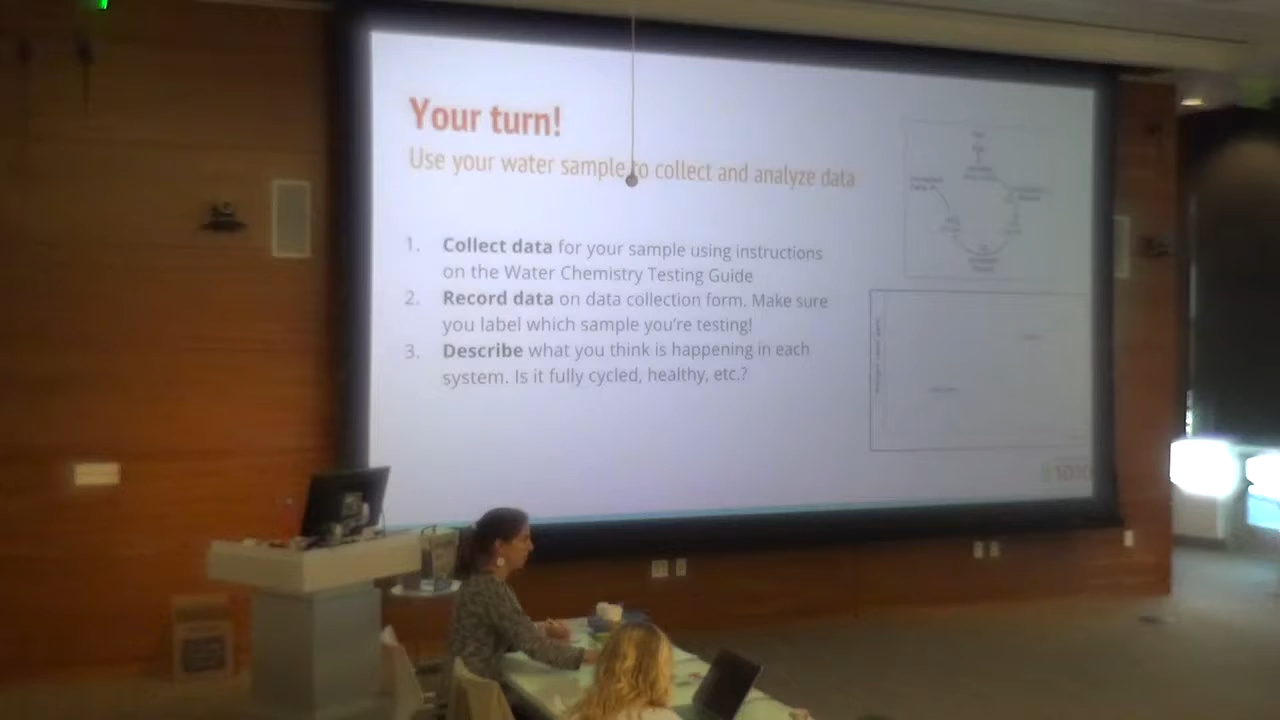 Your turn!
Use your water sample to collect and analyze data
1. Collect data for your sample using instructions
on the Water Chemistry Testing Guide
2. Record data on data collection form. Make sure
you label which sample you're testing!
3. Describe what you think is happening in each
system. Is it fully cycled, healthy, etc.?